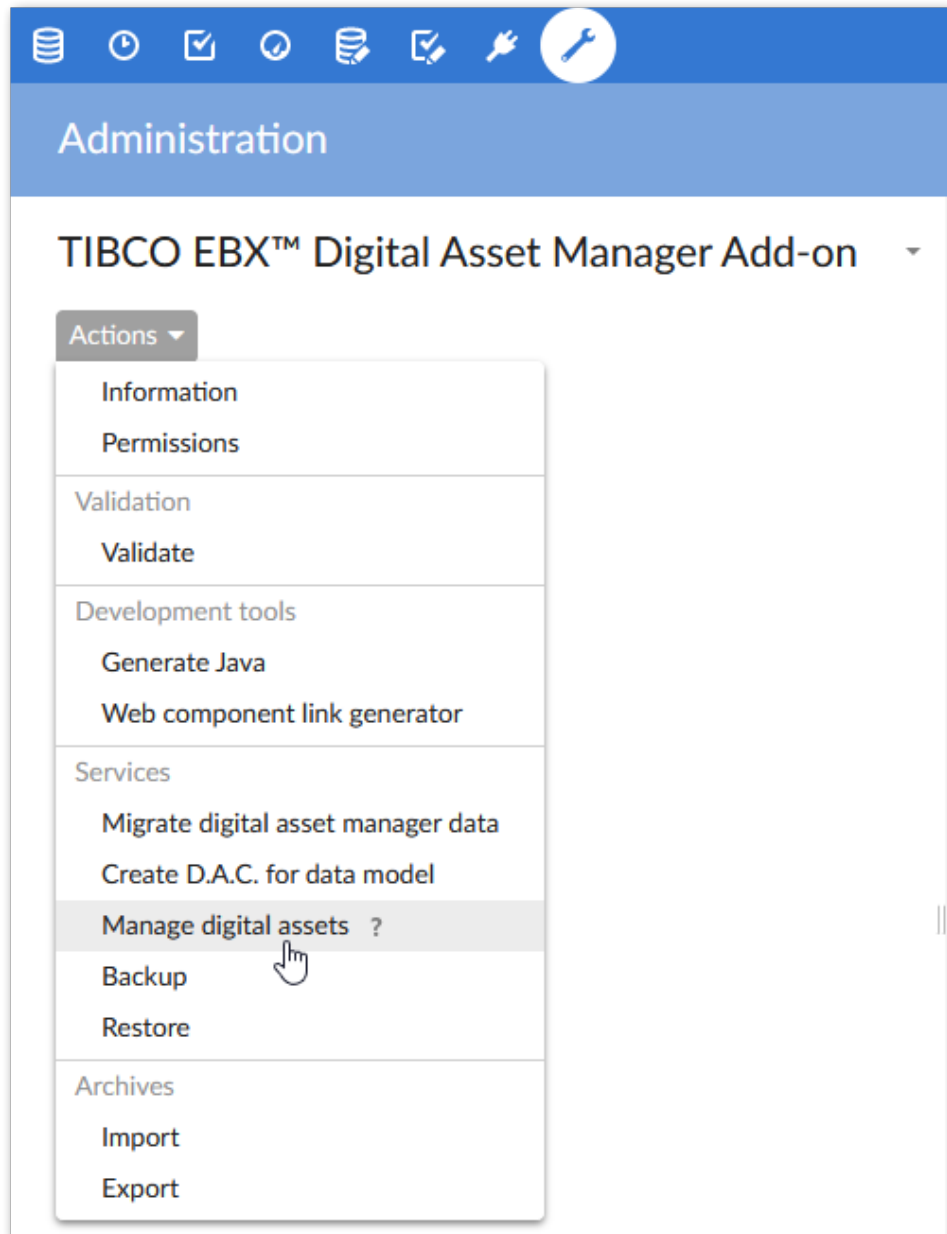 Administration
TIBCO EBX™ Digital Asset Manager Add-on
Actions
Information
Permissions
Validation
Validate
Development tools
Generate Java
Web component link generator
Services
Migrate digital asset manager data
Create D.A.C. for data model
Manage digital assets ?
Backup
Restore
Archives
Import
Export